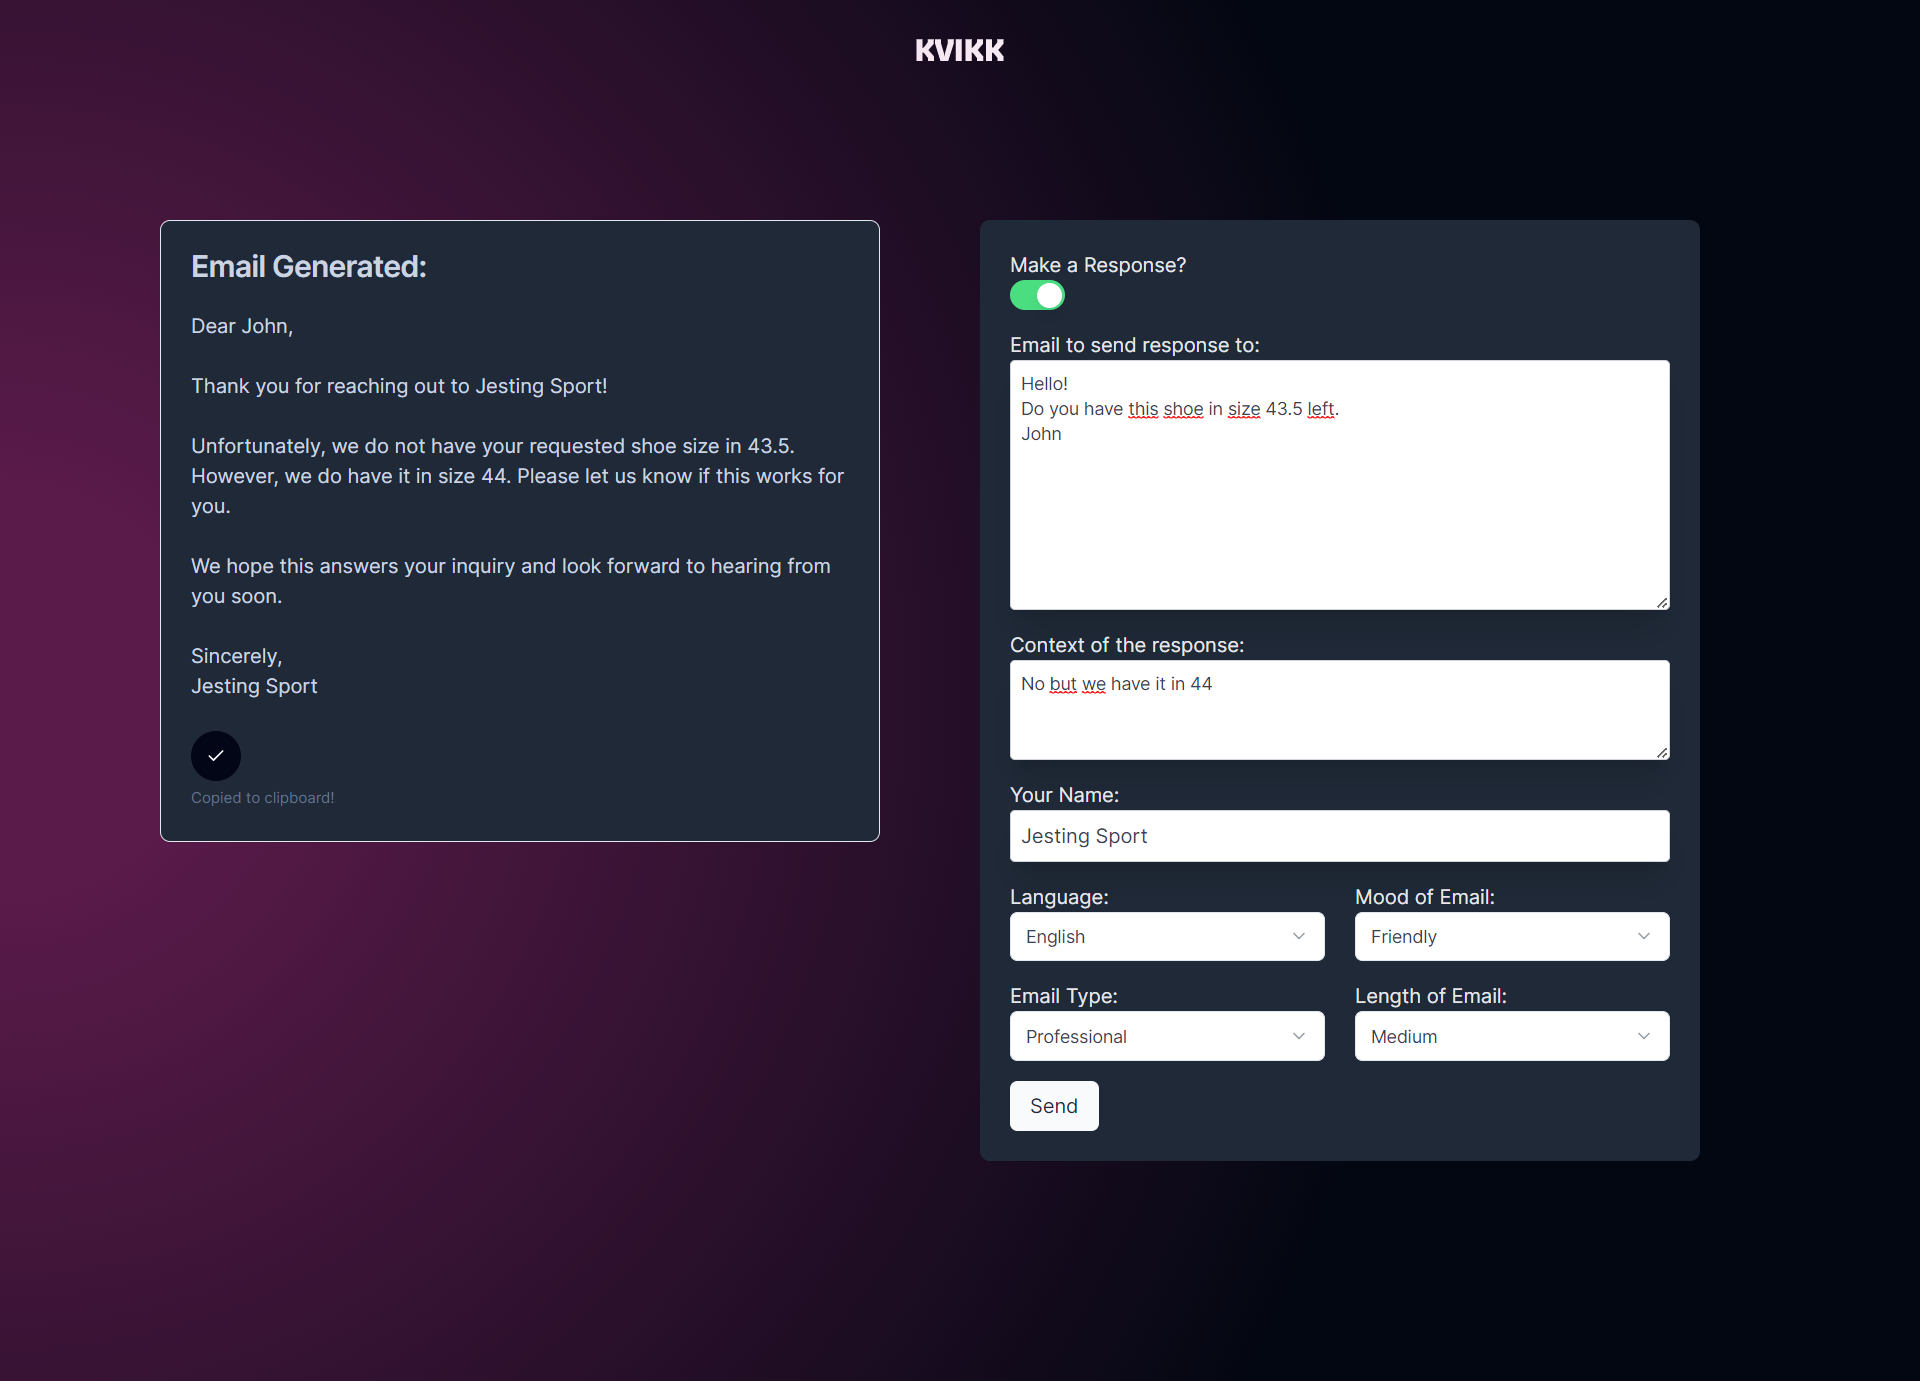 KVIKK
Email Generated:
Dear John,
Thank you for reaching out to Jesting Sport!
Unfortunately, we do not have your requested shoe size in 43.5.
However, we do have it in size 44. Please let us know if this works for
you.
We hope this answers your inquiry and look forward to hearing from
you soon.
Sincerely,
Jesting Sport
Copied to clipboard!
Make a Response?
Email to send response to:
Hello!
Do you have this shoe in size 43.5 left.
John
Context of the response:
No but we have it in 44
Your Name:
Jesting Sport
Language:
Mood of Email:
English
Friendly
Email Type:
Length of Email:
Professional
Medium
Send